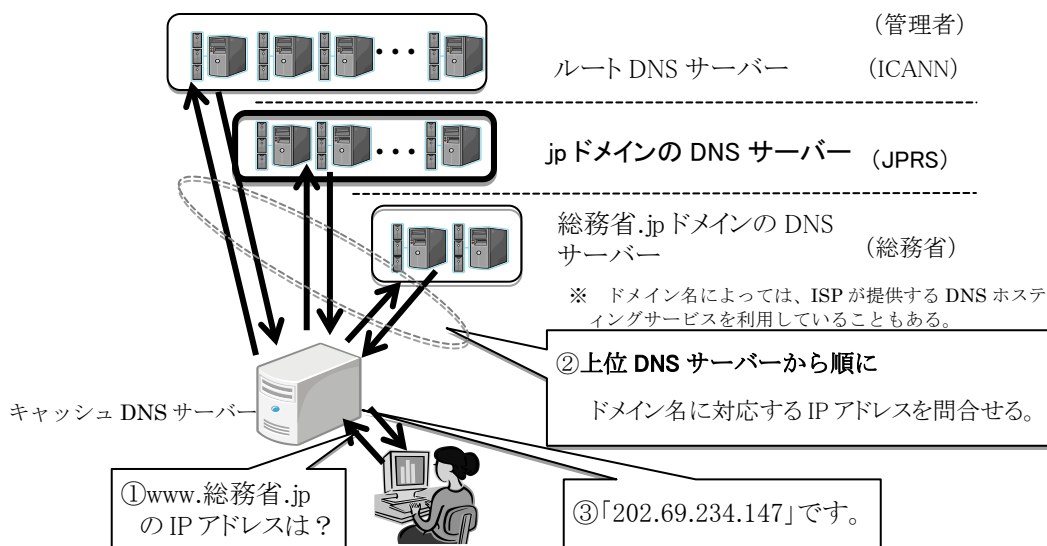 （管理者）
ルート DNS サーバー （ICANN）
jp ドメインの DNS サーバー （JPRS）
総務省.jp ドメインの DNS
サーバー （総務省）
※ ドメイン名によっては、ISP が提供する DNS ホステ
ィングサービスを利用していることもある。
②上位 DNS サーバーから順に
ドメイン名に対応する IP アドレスを問合せる。
キャッシュ DNS サーバー
①www.総務省.jp
の IP アドレスは？
③「202.69.234.147」です。